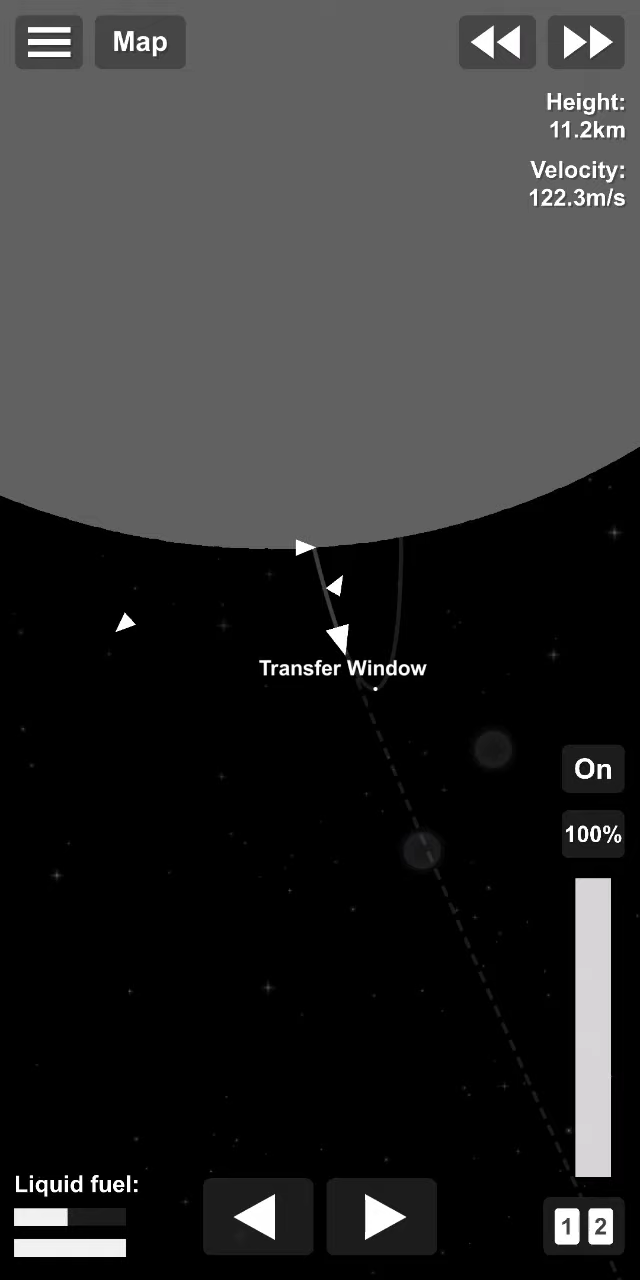 Map
Height:
11.2km
Velocity:
122.3m/s
Transfer Window
On
100%
Liquid fuel:
1 2